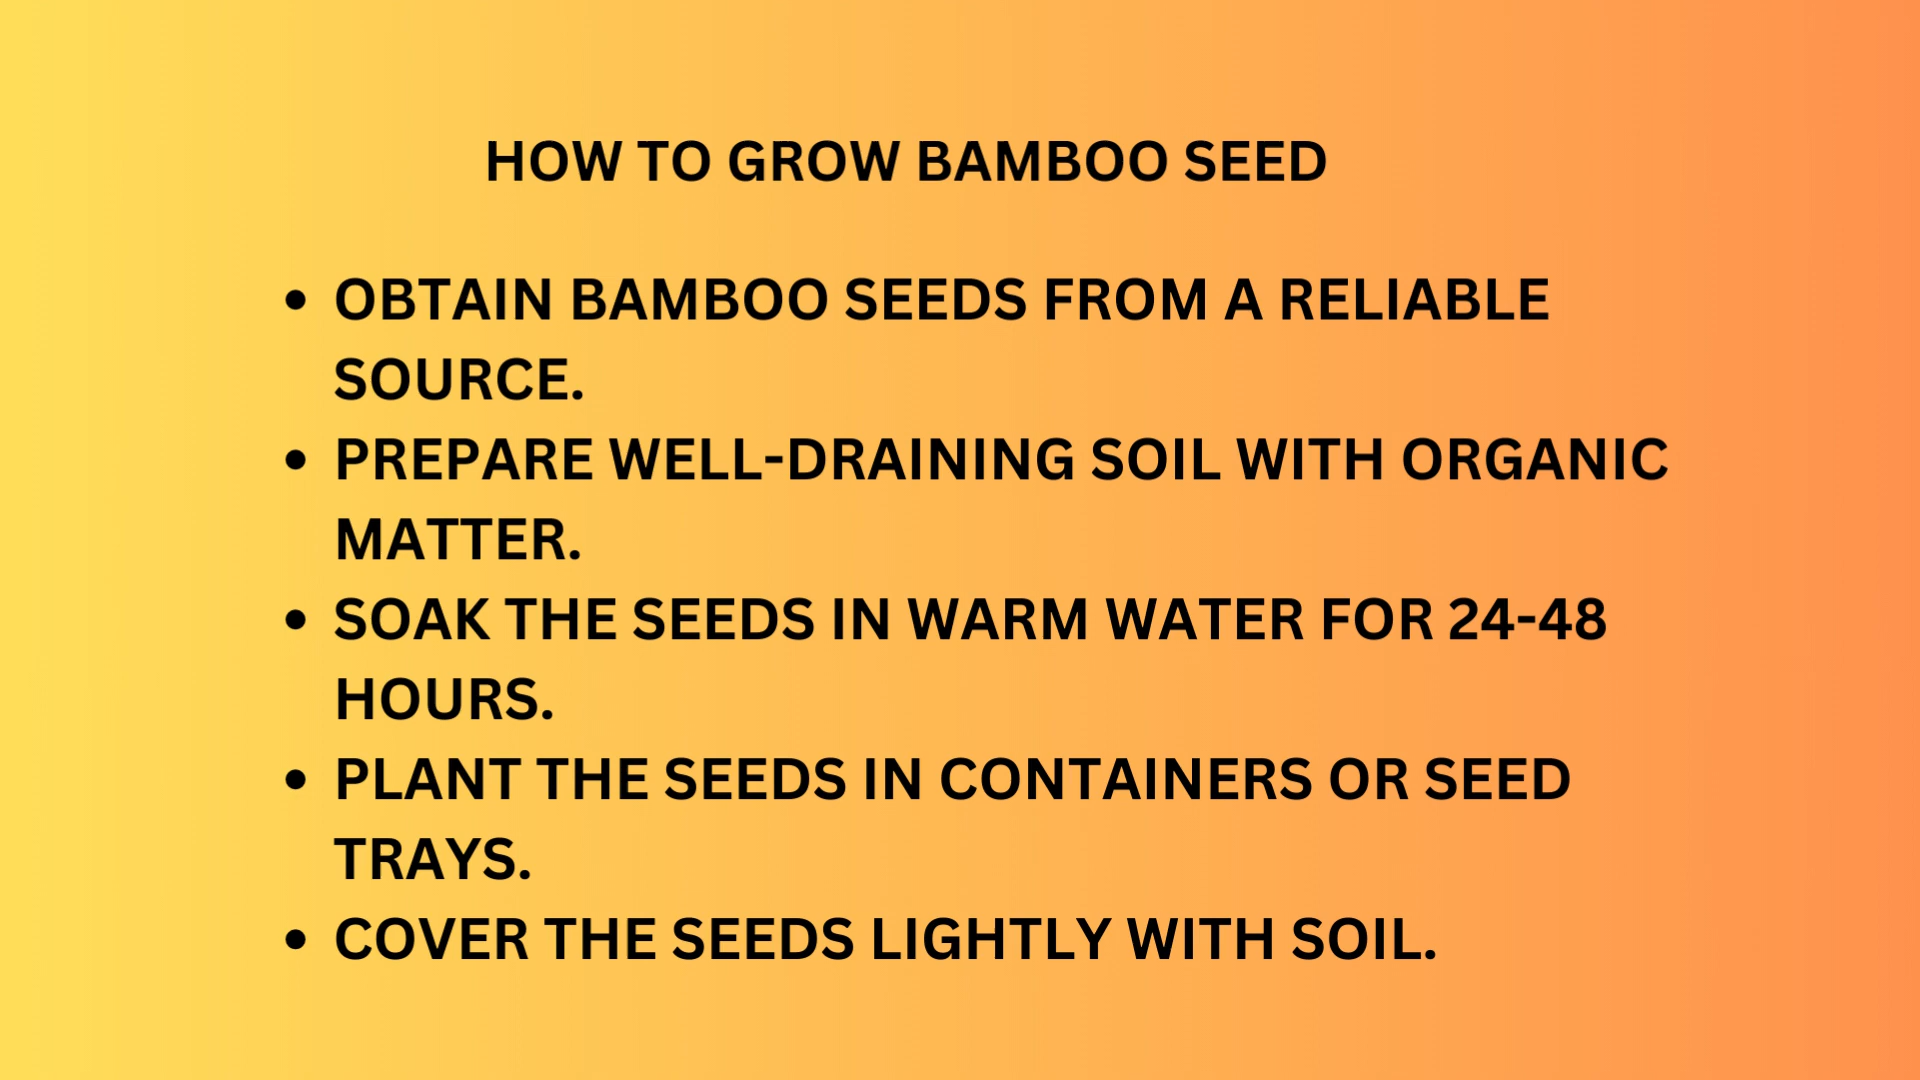 HOW TO GROW BAMBOO SEED
• OBTAIN BAMBOO SEEDS FROM A RELIABLE
SOURCE.
• PREPARE WELL-DRAINING SOIL WITH ORGANIC
MATTER.
• SOAK THE SEEDS IN WARM WATER FOR 24-48
HOURS.
• PLANT THE SEEDS IN CONTAINERS OR SEED
TRAYS.
• COVER THE SEEDS LIGHTLY WITH SOIL.